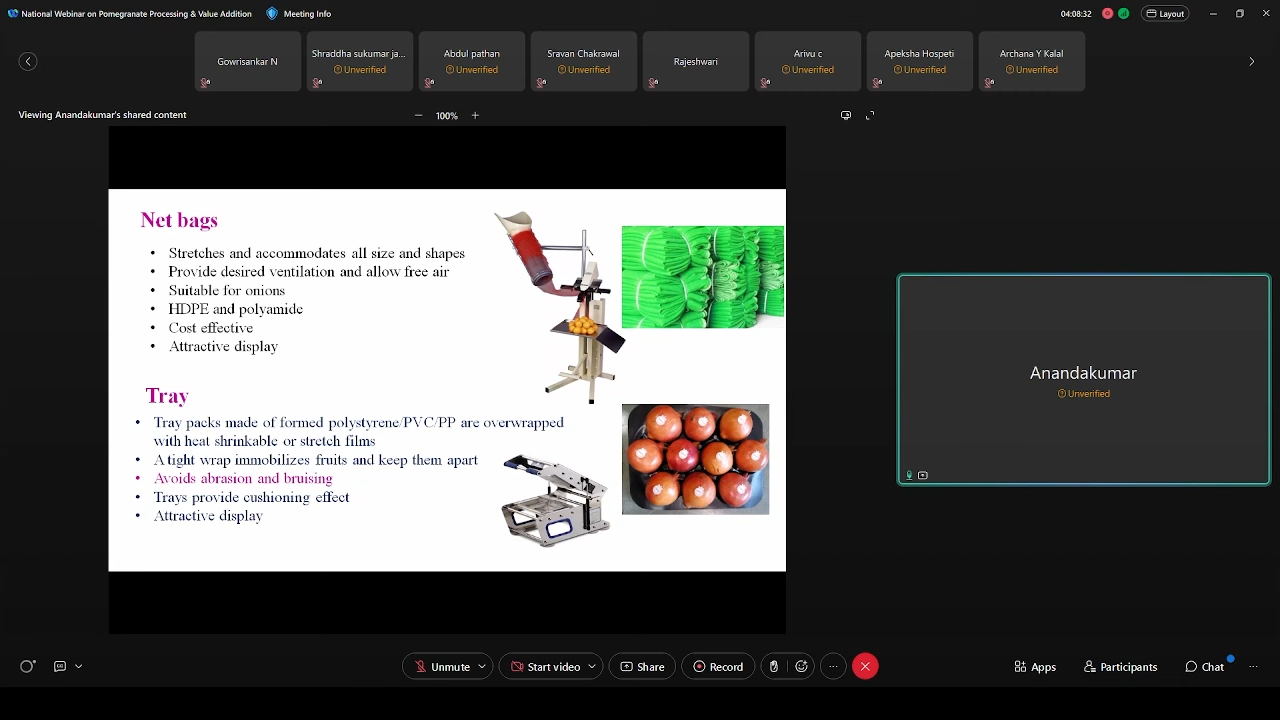 National Webinar on Pomegranate Processing & Value Addition
Meeting Info
04:08:32
Layout
Gowrisankar N
Shraddha sukumar ja...
Unverified
Abdul pathan
Unverified
Sravan Chakrawal
Unverified
Rajeshwari
Arivu c
Unverified
Apeksha Hospeti
Unverified
Archana Y Kalal
Unverified
Viewing Anandakumar's shared content
100%
Net bags
• Stretches and accommodates all size and shapes
• Provide desired ventilation and allow free air
• Suitable for onions
• HDPE and polyamide
• Cost effective
• Attractive display
Tray
• Tray packs made of formed polystyrene/PVC/PP are overwrapped
with heat shrinkable or stretch films
• A tight wrap immobilizes fruits and keep them apart
• Avoids abrasion and bruising
• Trays provide cushioning effect
• Attractive display
Anandakumar
Unverified
Unmute
Start video
Share
Record
Apps
Participants
Chat